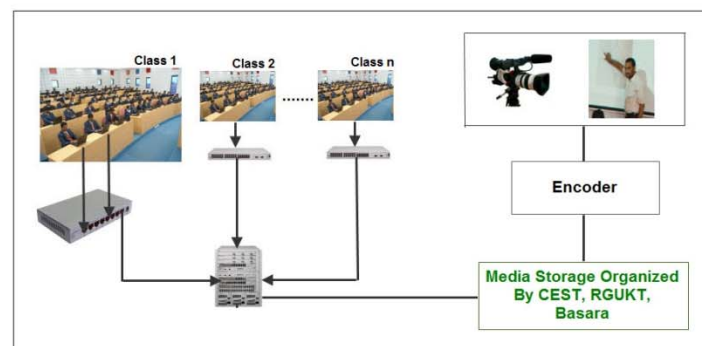 Class 1
Class 2
Class n
Encoder
Media Storage Organized
By CEST, RGUKT,
Basara